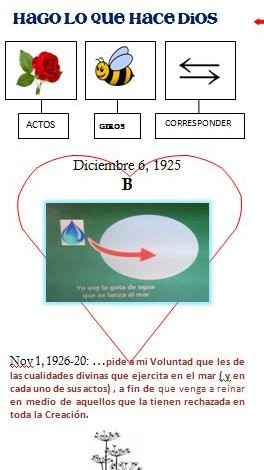 HAGO LO QUE HACE DIOS
ACTOS
GIROS
CORRESPONDER
Diciembre 6, 1925
B
Yo soy la gota de agua
que se lanza al mar
Nov 1, 1926-20: …pide a mi Voluntad que les de
las cualidades divinas que ejercita en el mar ( y en
cada uno de sus actos) , a fin de que venga a reinar
en medio de aquellos que la tienen rechazada en
toda la Creación.